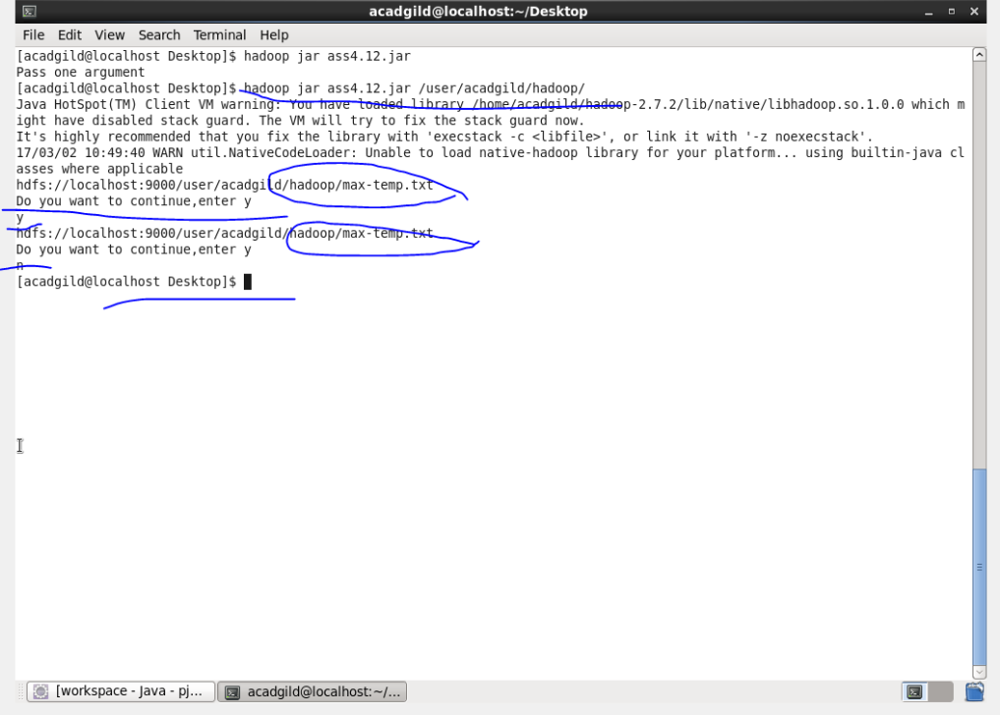 acadgild@localhost:~/Desktop
File Edit View Search Terminal Help
[acadgild@localhost Desktop]$ hadoop jar ass4.12.jar
Pass one argument
[acadgild@localhost Desktop]$ hadoop jar ass4.12.jar /user/acadgild/hadoop/
Java HotSpot(TM) Client VM warning: You have loaded library /home/acadgild/hadoop-2.7.2/lib/native/libhadoop.so.1.0.0 which m
ight have disabled stack guard. The VM will try to fix the stack guard now.
It's highly recommended that you fix the library with 'execstack -c <libfile>', or link it with '-z noexecstack'.
17/03/02 10:49:40 WARN util.NativeCodeLoader: Unable to load native-hadoop library for your platform... using builtin-java cl
asses where applicable
hdfs://localhost:9000/user/acadgild/hadoop/max-temp.txt
Do you want to continue,enter y
y
hdfs://localhost:9000/user/acadgild/hadoop/max-temp.txt
Do you want to continue,enter y
n
[acadgild@localhost Desktop]$
[workspace - Java - pj... acadgild@localhost:~/...